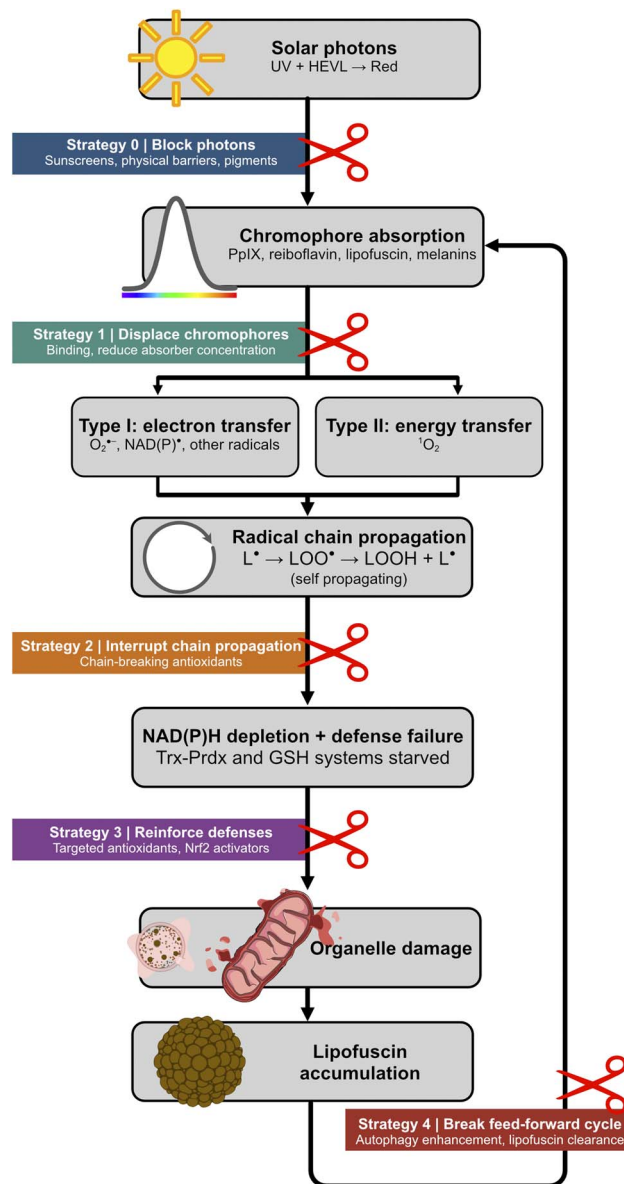 Solar photons
UV + HEVL → Red
Strategy 0 | Block photons
Sunscreens, physical barriers, pigments
Chromophore absorption
PpIX, reiboflavin, lipofuscin, melanins
Strategy 1 | Displace chromophores
Binding, reduce absorber concentration
Type I: electron transfer
O₂•−, NAD(P)•, other radicals
Type II: energy transfer
¹O₂
Radical chain propagation
L• → LOO• → LOOH + L•
(self propagating)
Strategy 2 | Interrupt chain propagation
Chain-breaking antioxidants
NAD(P)H depletion + defense failure
Trx-Prdx and GSH systems starved
Strategy 3 | Reinforce defenses
Targeted antioxidants, Nrf2 activators
Organelle damage
Lipofuscin
accumulation
Strategy 4 | Break feed-forward cycle
Autophagy enhancement, lipofuscin clearance